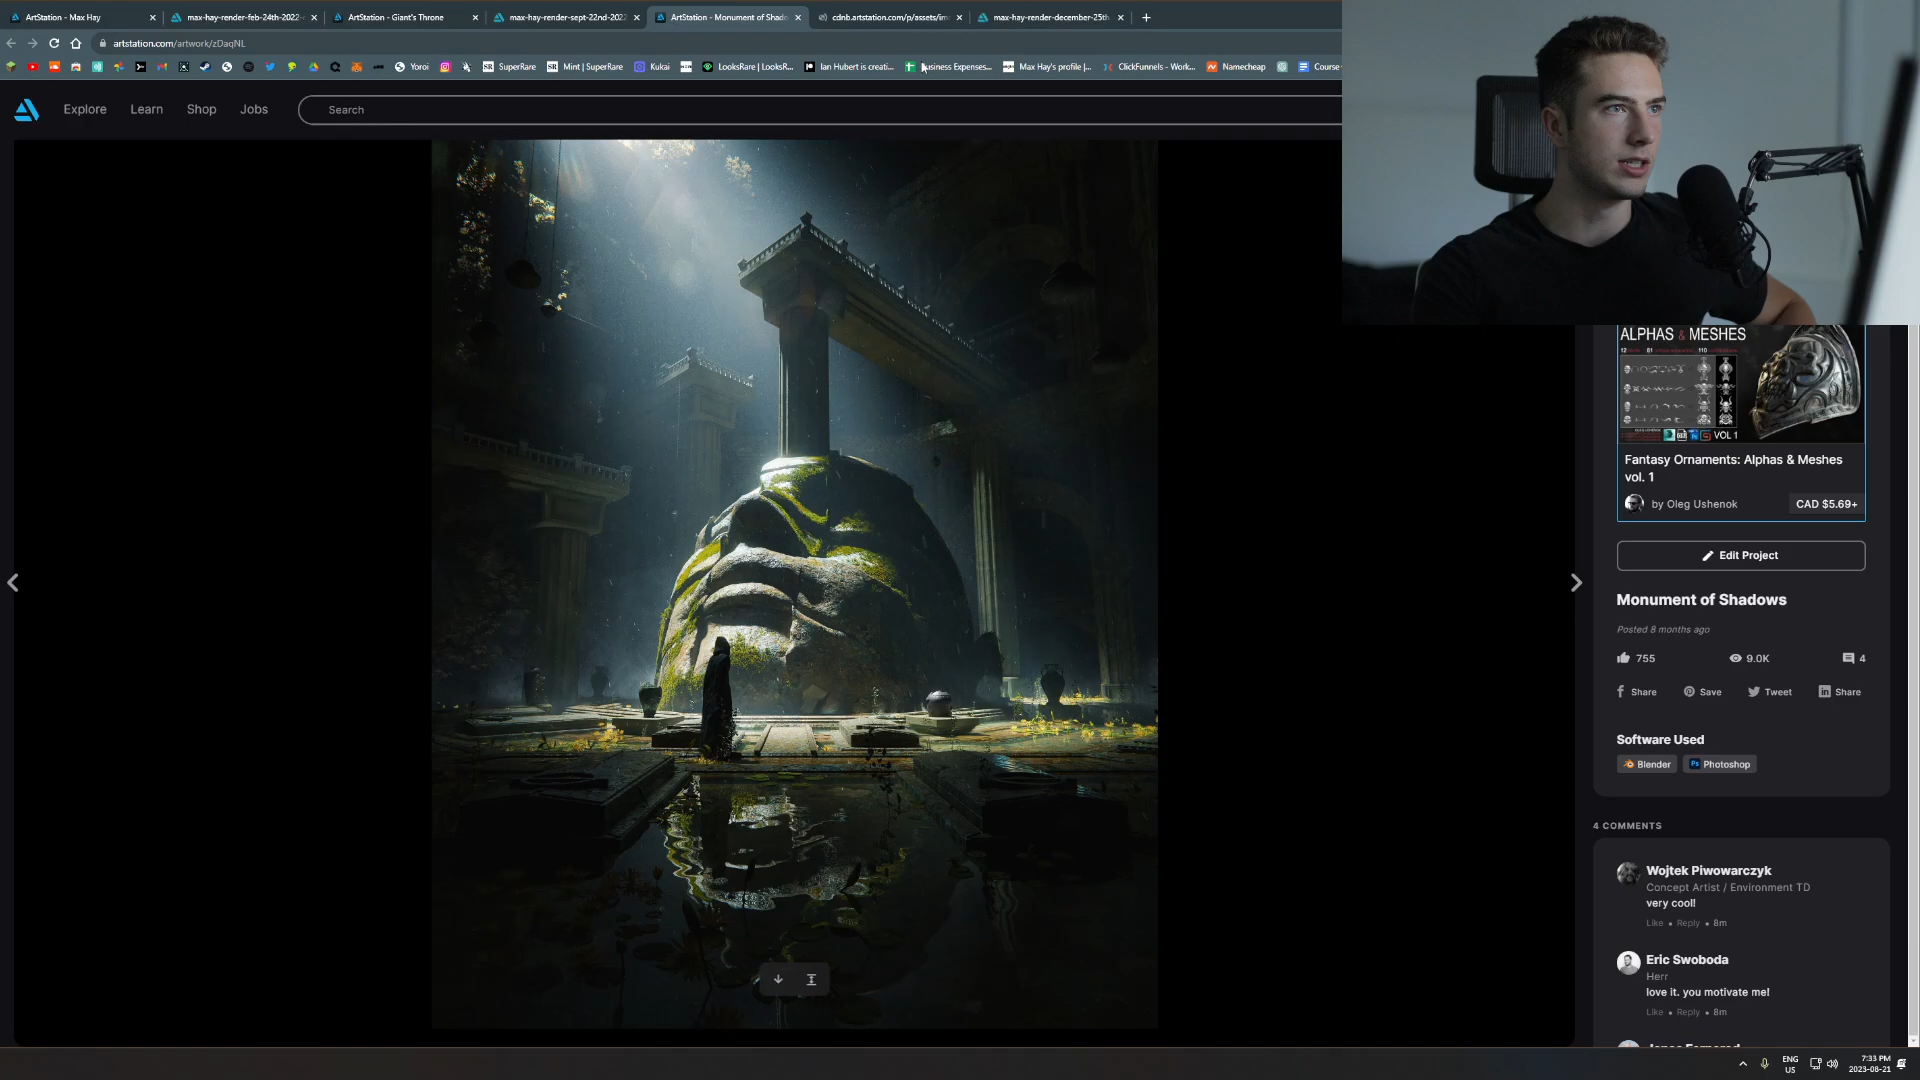 ArtStation - Max Hay
max-hay-render-feb-24th-2022-
ArtStation - Giant's Throne
max-hay-render-sept-22nd-2022
ArtStation - Monument of Shado
cdnb.artstation.com/p/assets/im
max-hay-render-december-25th
artstation.com/artwork/zDaqNL
Yoroi
SR SuperRare
SR Mint | SuperRare
Kukai
LooksRare | LooksR...
Ian Hubert is creati...
Business Expenses...
Max Hay's profile |...
ClickFunnels - Work...
Namecheap
Course
Explore
Learn
Shop
Jobs
Search
ALPHAS & MESHES
VOL 1
Fantasy Ornaments: Alphas & Meshes
vol. 1
by Oleg Ushenok
CAD $5.69+
Edit Project
Monument of Shadows
Posted 8 months ago
755
9.0K
4
Share
Save
Tweet
Share
Software Used
Blender
Ps Photoshop
4 COMMENTS
Wojtek Piwowarczyk
Concept Artist / Environment TD
very cool!
Like • Reply • 8m
Eric Swoboda
Herr
love it. you motivate me!
Like • Reply • 8m
ENG
US
7:33 PM
2023-08-21